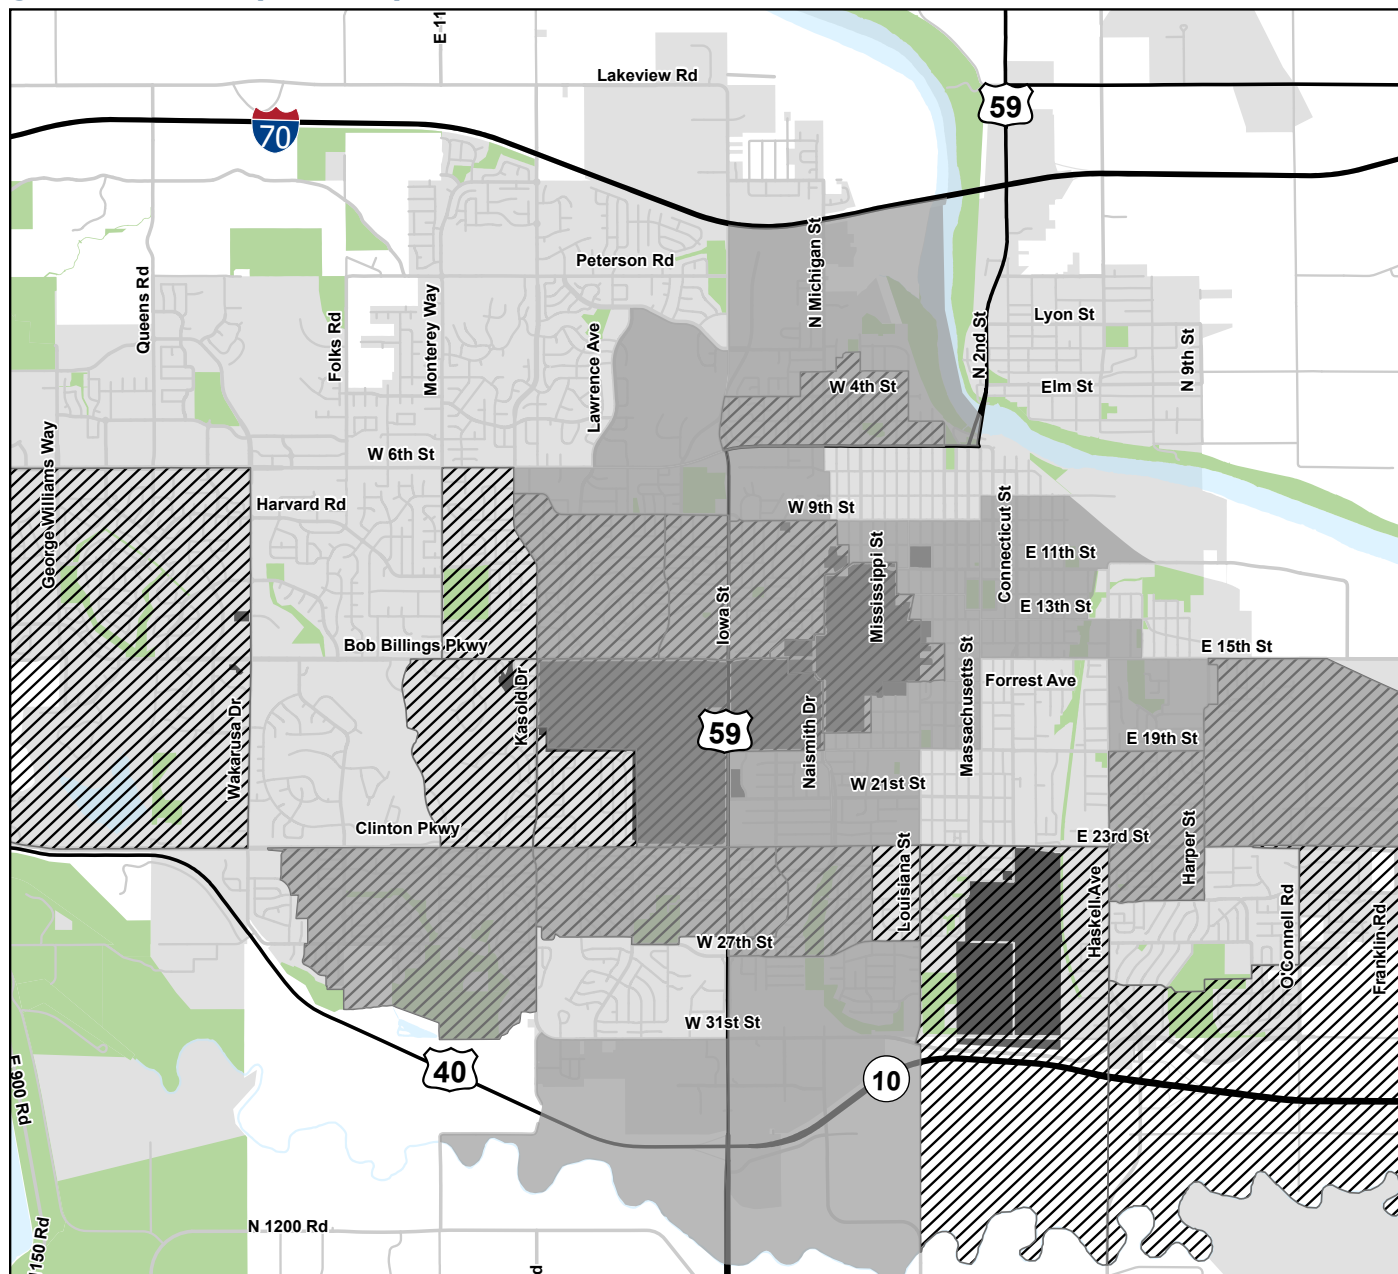 E 11
Lakeview Rd
59
70
N Michigan St
Peterson Rd
Queens Rd
Folks Rd
Monterey Way
Lawrence Ave
Lyon St
N 2nd St
N 9th St
W 4th St
Elm St
W 6th St
George Williams Way
Harvard Rd
W 9th St
Connecticut St
Mississippi St
E 11th St
Iowa St
E 13th St
Bob Billings Pkwy
E 15th St
Massachusetts St
Forrest Ave
Kasold Dr
Naismith Dr
59
Wakarusa Dr
E 19th St
W 21st St
Clinton Pkwy
E 23rd St
Harper St
Louisiana St
Haskell Ave
O'Connell Rd
Franklin Rd
W 27th St
W 31st St
40
10
E 900 Rd
N 1200 Rd
1150 Rd
d